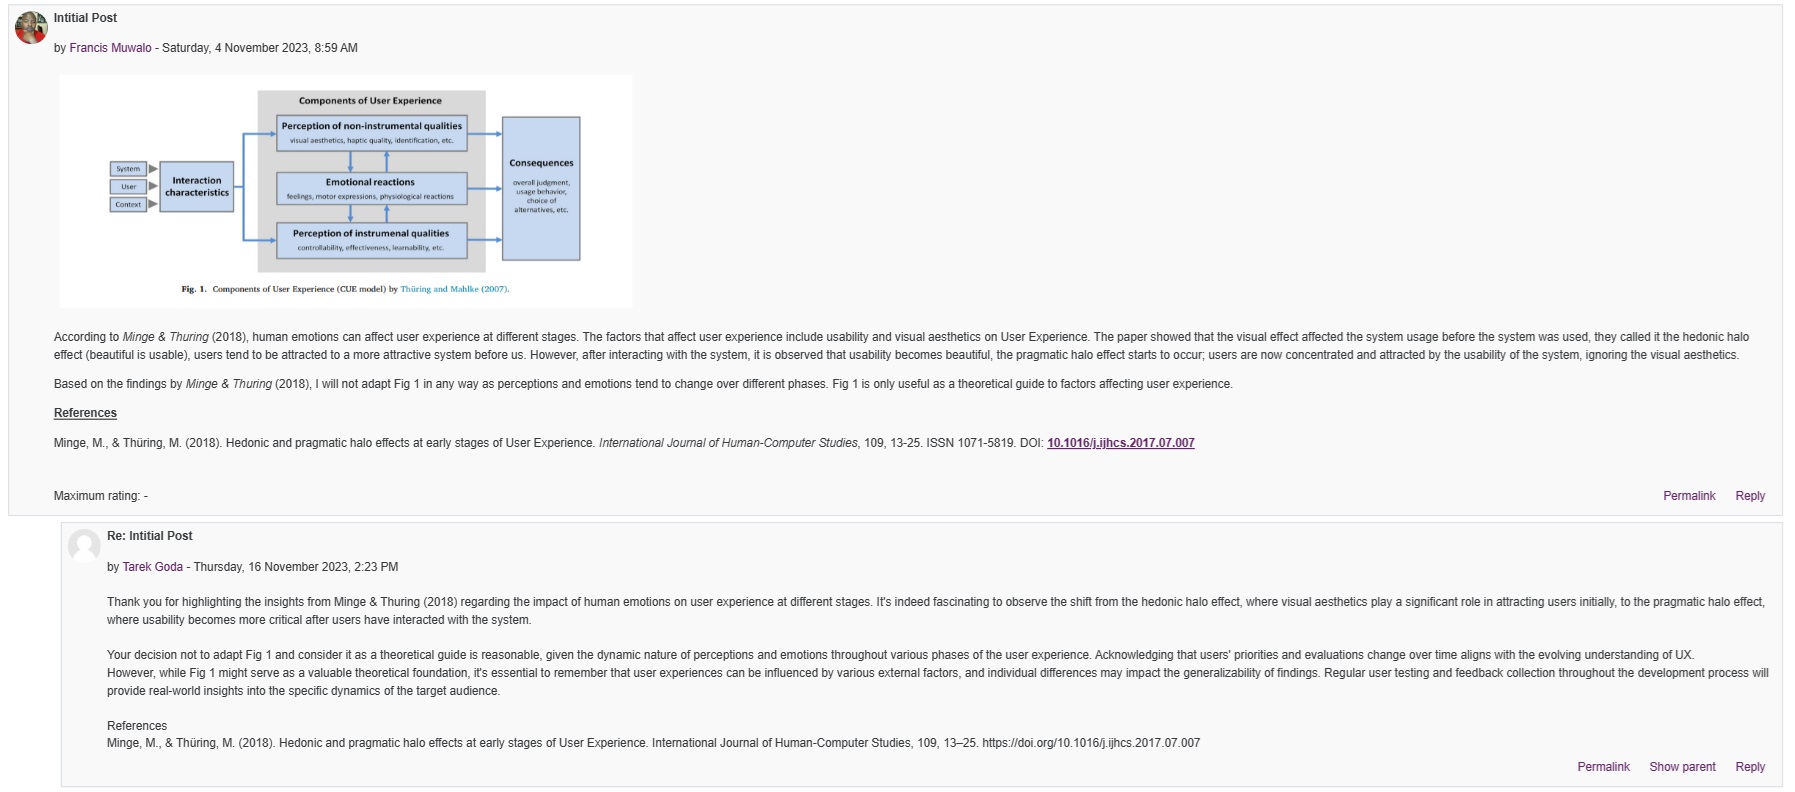 Intitial Post
by Francis Muwalo - Saturday, 4 November 2023, 8:59 AM
Components of User Experience
Perception of non-instrumental qualities
visual aesthetics, haptic quality, identification, etc.
System
User
Context
Interaction
characteristics
Emotional reactions
feelings, motor expressions, physiological reactions
Perception of instrumenal qualities
controllability, effectiveness, learnability, etc.
Consequences
overall judgment,
usage behavior,
choice of
alternatives, etc.
Fig. 1. Components of User Experience (CUE model) by Thüring and Mahlke (2007).
According to Minge & Thuring (2018), human emotions can affect user experience at different stages. The factors that affect user experience include usability and visual aesthetics on User Experience. The paper showed that the visual effect affected the system usage before the system was used, they called it the hedonic halo
effect (beautiful is usable), users tend to be attracted to a more attractive system before us. However, after interacting with the system, it is observed that usability becomes beautiful, the pragmatic halo effect starts to occur; users are now concentrated and attracted by the usability of the system, ignoring the visual aesthetics.
Based on the findings by Minge & Thuring (2018), I will not adapt Fig 1 in any way as perceptions and emotions tend to change over different phases. Fig 1 is only useful as a theoretical guide to factors affecting user experience.
References
Minge, M., & Thüring, M. (2018). Hedonic and pragmatic halo effects at early stages of User Experience. International Journal of Human-Computer Studies, 109, 13-25. ISSN 1071-5819. DOI: 10.1016/j.ijhcs.2017.07.007
Maximum rating: -
Permalink Reply
Re: Intitial Post
by Tarek Goda - Thursday, 16 November 2023, 2:23 PM
Thank you for highlighting the insights from Minge & Thuring (2018) regarding the impact of human emotions on user experience at different stages. It's indeed fascinating to observe the shift from the hedonic halo effect, where visual aesthetics play a significant role in attracting users initially, to the pragmatic halo effect,
where usability becomes more critical after users have interacted with the system.
Your decision not to adapt Fig 1 and consider it as a theoretical guide is reasonable, given the dynamic nature of perceptions and emotions throughout various phases of the user experience. Acknowledging that users' priorities and evaluations change over time aligns with the evolving understanding of UX.
However, while Fig 1 might serve as a valuable theoretical foundation, it's essential to remember that user experiences can be influenced by various external factors, and individual differences may impact the generalizability of findings. Regular user testing and feedback collection throughout the development process will
provide real-world insights into the specific dynamics of the target audience.
References
Minge, M., & Thüring, M. (2018). Hedonic and pragmatic halo effects at early stages of User Experience. International Journal of Human-Computer Studies, 109, 13–25. https://doi.org/10.1016/j.ijhcs.2017.07.007
Permalink Show parent Reply